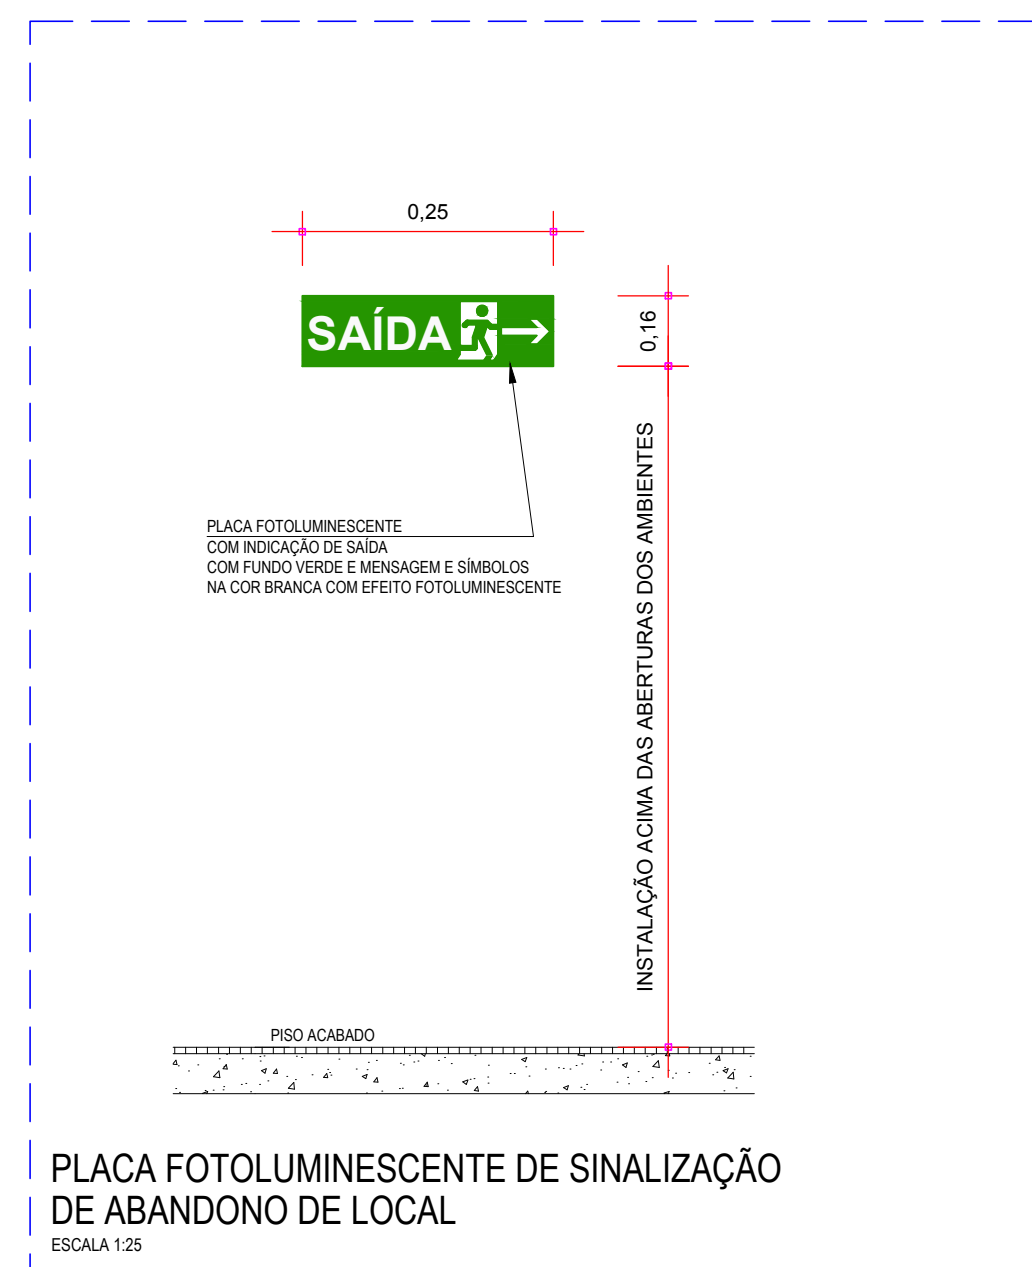 0,25
SAÍDA
0,16
PLACA FOTOLUMINESCENTE
COM INDICAÇÃO DE SAÍDA
COM FUNDO VERDE E MENSAGEM E SÍMBOLOS
NA COR BRANCA COM EFEITO FOTOLUMINESCENTE
INSTALAÇÃO ACIMA DAS ABERTURAS DOS AMBIENTES
PISO ACABADO
PLACA FOTOLUMINESCENTE DE SINALIZAÇÃO
DE ABANDONO DE LOCAL
ESCALA 1:25